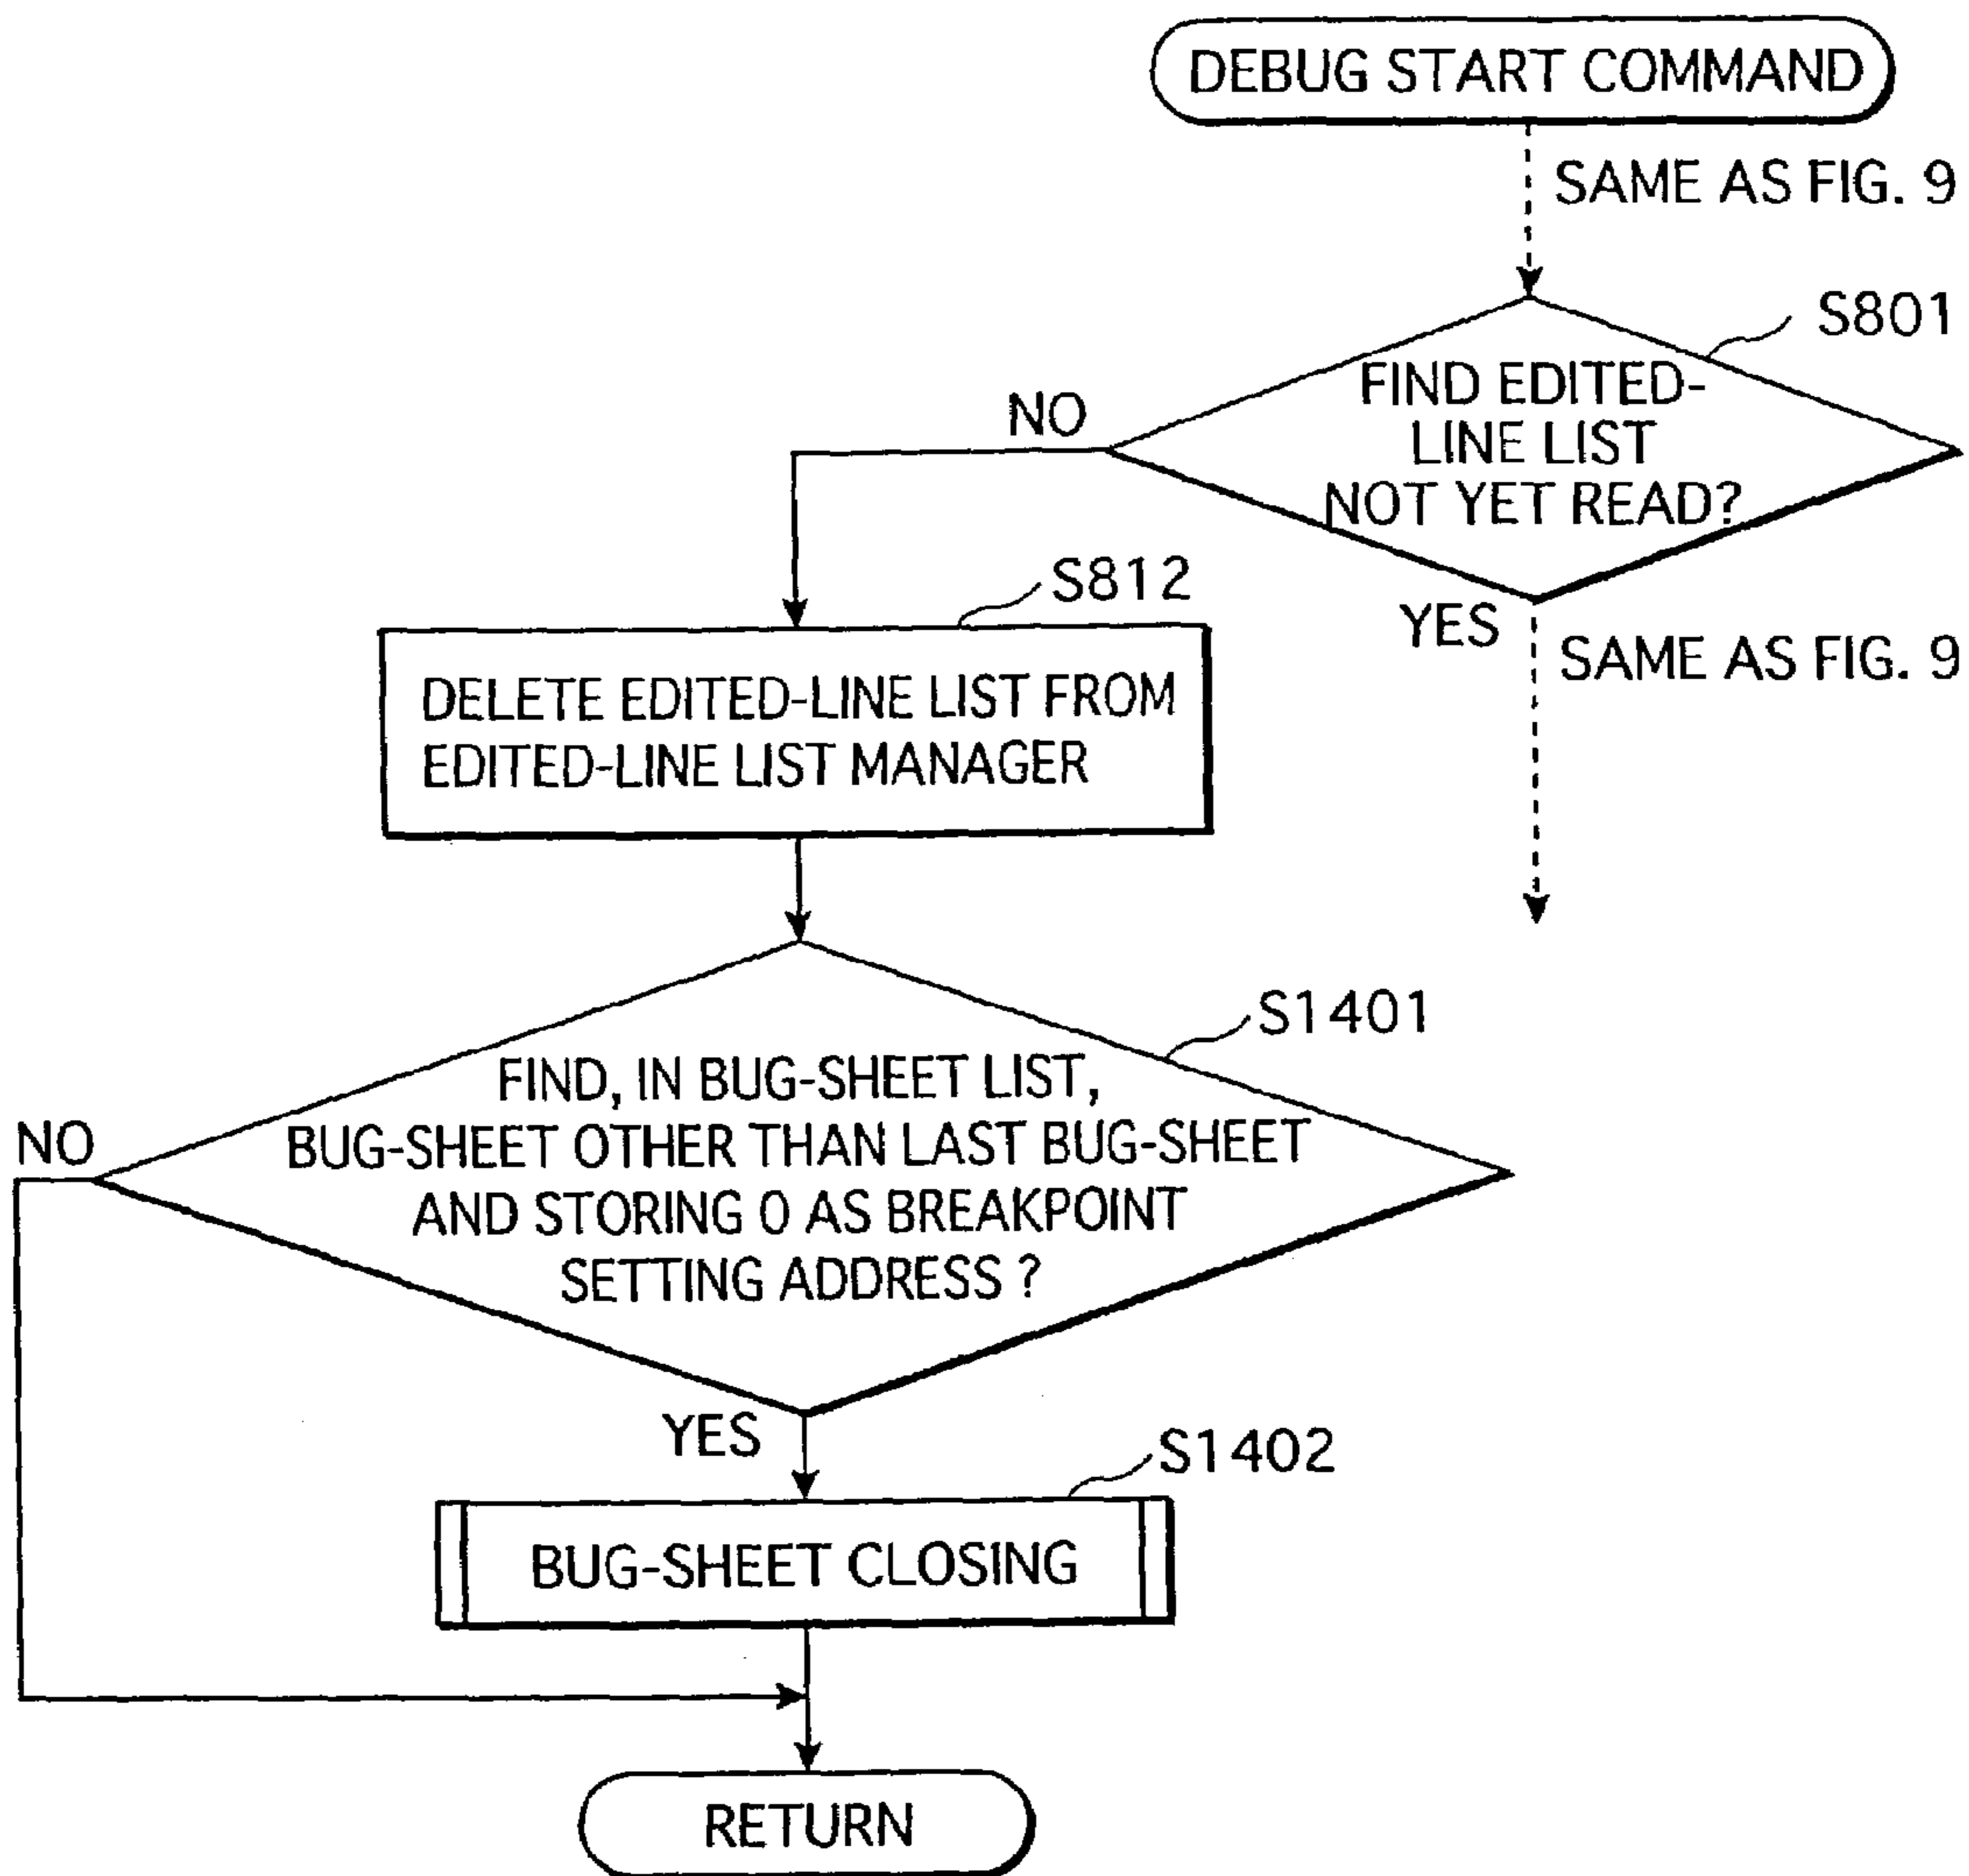 DEBUG START COMMAND
SAME AS FIG. 9
S801
FIND EDITED-
LINE LIST
NOT YET READ?
NO
YES
SAME AS FIG. 9
S812
DELETE EDITED-LINE LIST FROM
EDITED-LINE LIST MANAGER
S1401
FIND, IN BUG-SHEET LIST,
BUG-SHEET OTHER THAN LAST BUG-SHEET
AND STORING 0 AS BREAKPOINT
SETTING ADDRESS ?
NO
YES
S1402
BUG-SHEET CLOSING
RETURN